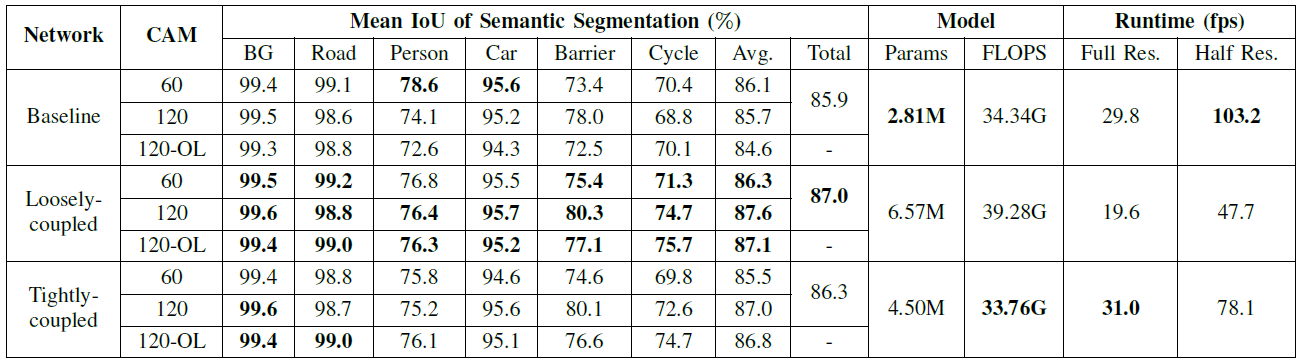 Network CAM Mean IoU of Semantic Segmentation (%) Model Runtime (fps)
BG Road Person Car Barrier Cycle Avg. Total Params FLOPS Full Res. Half Res.
Baseline 60 99.4 99.1 78.6 95.6 73.4 70.4 86.1 85.9 2.81M 34.34G 29.8 103.2
120 99.5 98.6 74.1 95.2 78.0 68.8 85.7
120-OL 99.3 98.8 72.6 94.3 72.5 70.1 84.6 -
Loosely-
coupled 60 99.5 99.2 76.8 95.5 75.4 71.3 86.3 87.0 6.57M 39.28G 19.6 47.7
120 99.6 98.8 76.4 95.7 80.3 74.7 87.6
120-OL 99.4 99.0 76.3 95.2 77.1 75.7 87.1 -
Tightly-
coupled 60 99.4 98.8 75.8 94.6 74.6 69.8 85.5 86.3 4.50M 33.76G 31.0 78.1
120 99.6 98.7 75.2 95.6 80.1 72.6 87.0
120-OL 99.4 99.0 76.1 95.1 76.6 74.7 86.8 -